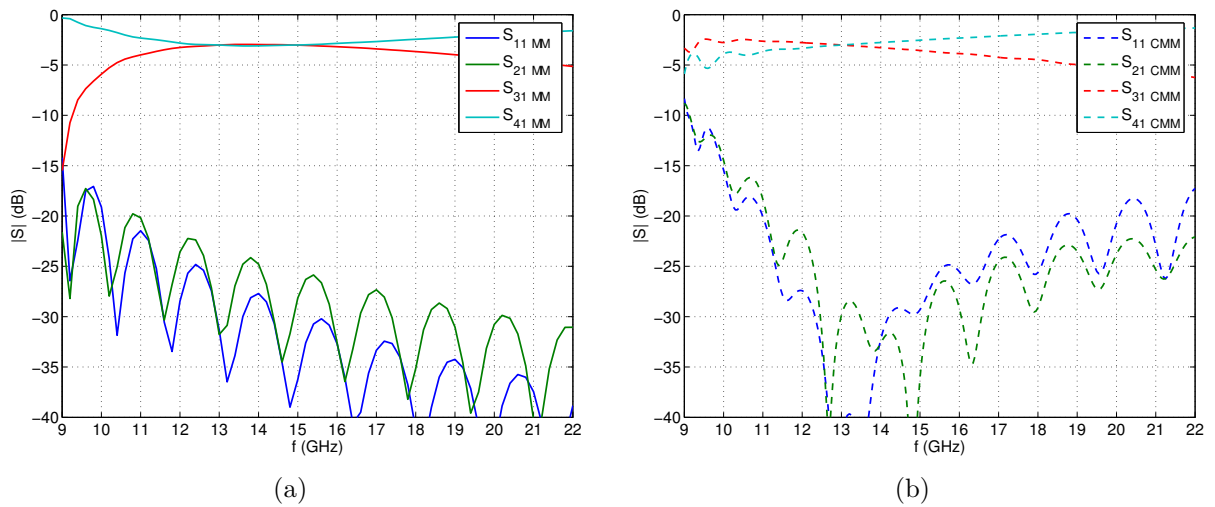 0
−5
−10
−15
−20
−25
−30
−35
−40
|S| (dB)
9 10 11 12 13 14 15 16 17 18 19 20 21 22
f (GHz)
S11 MM
S21 MM
S31 MM
S41 MM
(a)
0
−5
−10
−15
−20
−25
−30
−35
−40
|S| (dB)
9 10 11 12 13 14 15 16 17 18 19 20 21 22
f (GHz)
S11 CMM
S21 CMM
S31 CMM
S41 CMM
(b)